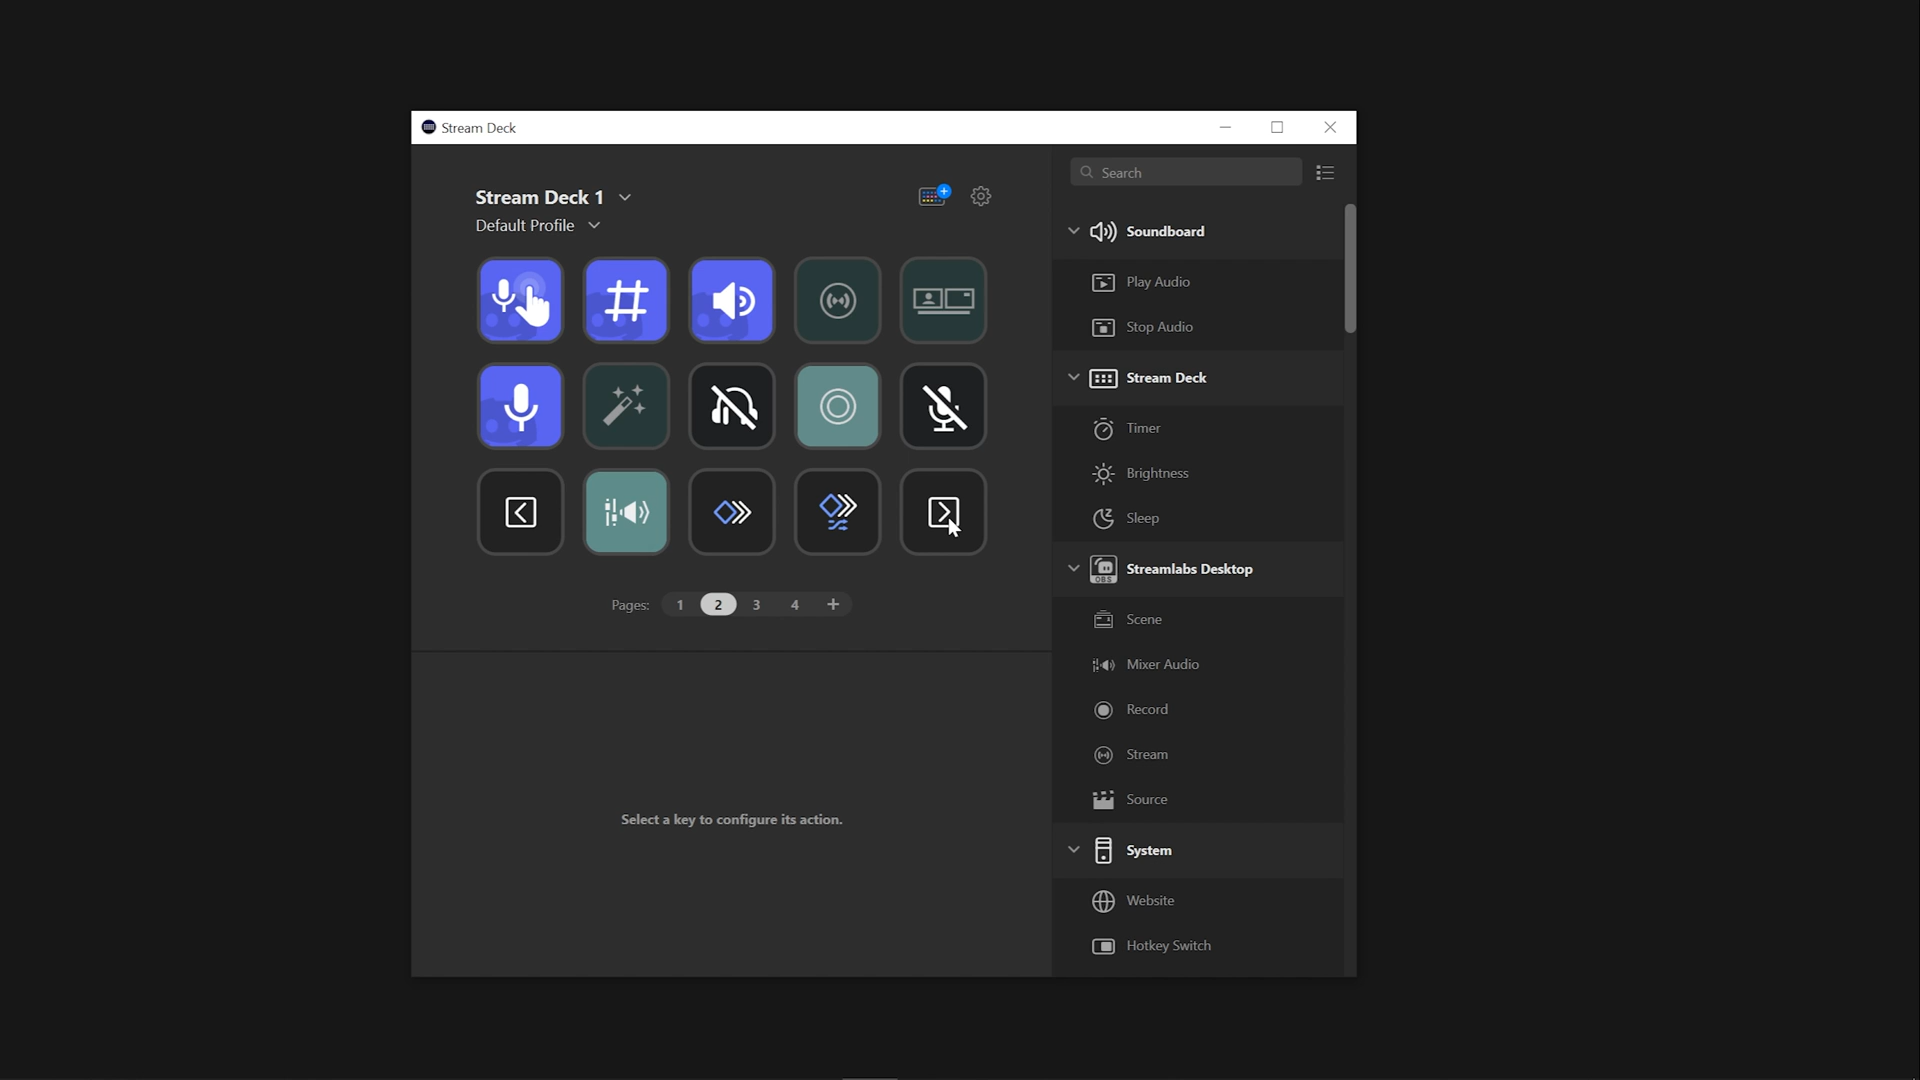 Stream Deck
Stream Deck 1
Default Profile
Pages: 1 2 3 4 +
Select a key to configure its action.
Search
Soundboard
Play Audio
Stop Audio
Stream Deck
Timer
Brightness
Sleep
OBS Streamlabs Desktop
Scene
Mixer Audio
Record
Stream
Source
System
Website
Hotkey Switch